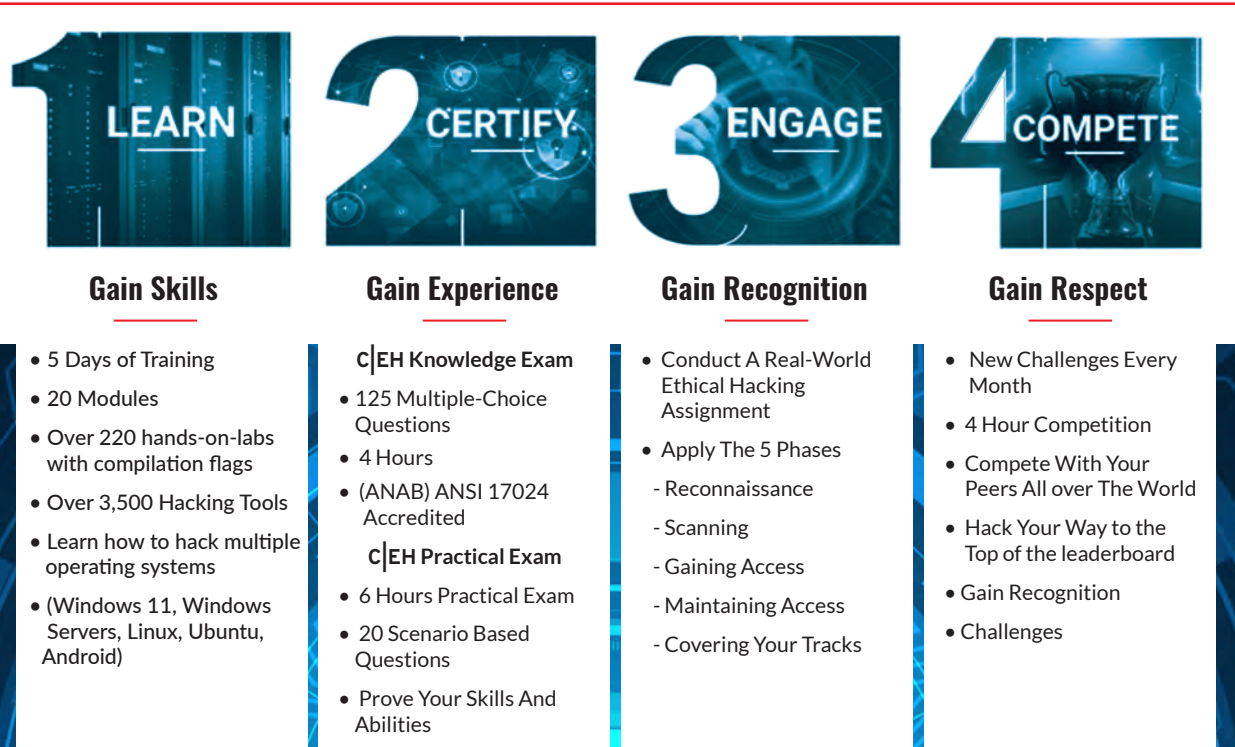 1 LEARN
Gain Skills
• 5 Days of Training
• 20 Modules
• Over 220 hands-on-labs
with compilation flags
• Over 3,500 Hacking Tools
• Learn how to hack multiple
operating systems
• (Windows 11, Windows
Servers, Linux, Ubuntu,
Android)
2 CERTIFY
Gain Experience
C|EH Knowledge Exam
• 125 Multiple-Choice
Questions
• 4 Hours
• (ANAB) ANSI 17024
Accredited
C|EH Practical Exam
• 6 Hours Practical Exam
• 20 Scenario Based
Questions
• Prove Your Skills And
Abilities
3 ENGAGE
Gain Recognition
• Conduct A Real-World
Ethical Hacking
Assignment
• Apply The 5 Phases
- Reconnaissance
- Scanning
- Gaining Access
- Maintaining Access
- Covering Your Tracks
4 COMPETE
Gain Respect
• New Challenges Every
Month
• 4 Hour Competition
• Compete With Your
Peers All over The World
• Hack Your Way to the
Top of the leaderboard
• Gain Recognition
• Challenges